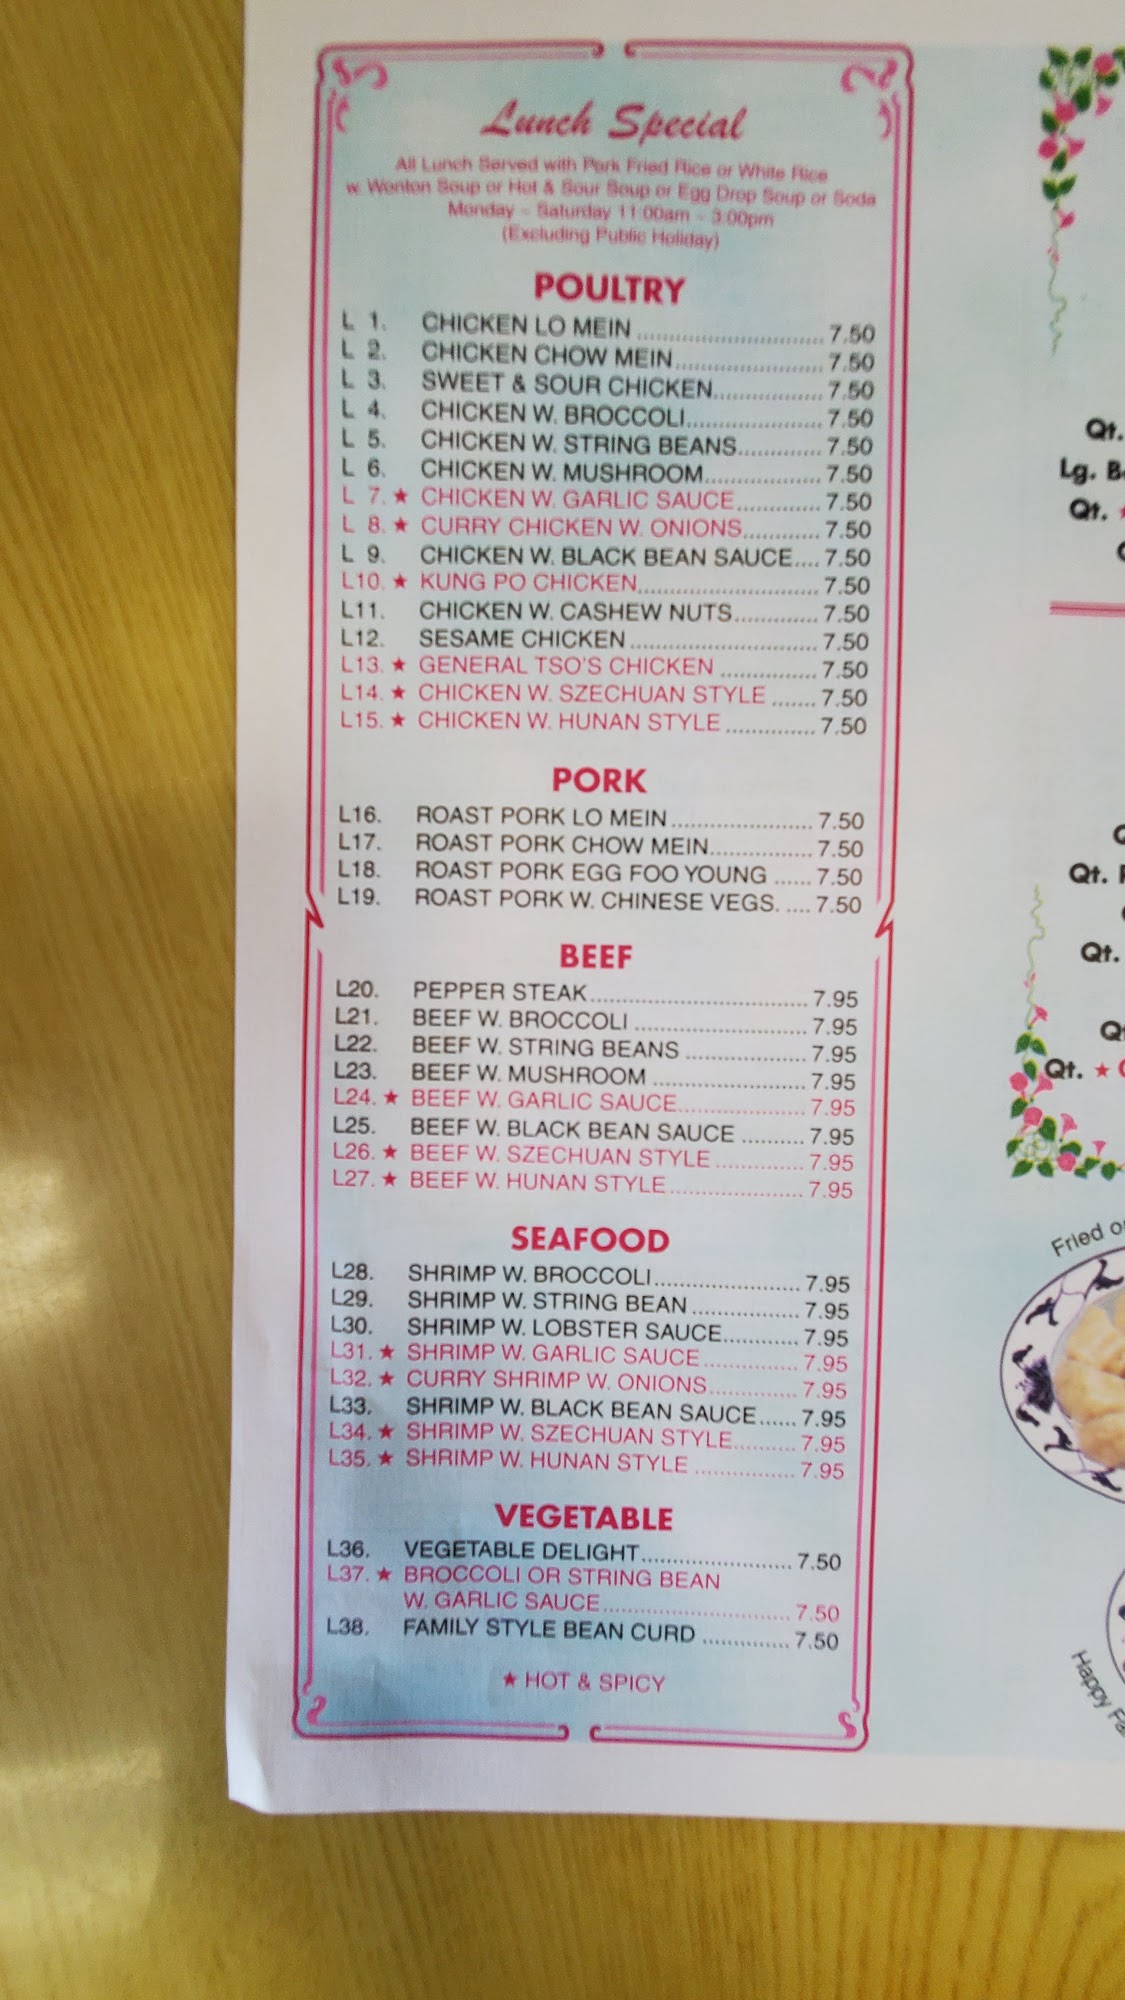 Lunch Special
All Lunch Served with Pork Fried Rice or White Rice
w. Wonton Soup or Hot & Sour Soup or Egg Drop Soup or Soda
Monday - Saturday 11:00am - 3:00pm
(Excluding Public Holiday)
POULTRY
L 1. CHICKEN LO MEIN 7.50
L 2. CHICKEN CHOW MEIN 7.50
L 3. SWEET & SOUR CHICKEN 7.50
L 4. CHICKEN W. BROCCOLI 7.50
L 5. CHICKEN W. STRING BEANS 7.50
L 6. CHICKEN W. MUSHROOM 7.50
L 7. ★ CHICKEN W. GARLIC SAUCE 7.50
L 8. ★ CURRY CHICKEN W. ONIONS 7.50
L 9. CHICKEN W. BLACK BEAN SAUCE 7.50
L10. ★ KUNG PO CHICKEN 7.50
L11. CHICKEN W. CASHEW NUTS 7.50
L12. SESAME CHICKEN 7.50
L13. ★ GENERAL TSO'S CHICKEN 7.50
L14. ★ CHICKEN W. SZECHUAN STYLE 7.50
L15. ★ CHICKEN W. HUNAN STYLE 7.50
PORK
L16. ROAST PORK LO MEIN 7.50
L17. ROAST PORK CHOW MEIN 7.50
L18. ROAST PORK EGG FOO YOUNG 7.50
L19. ROAST PORK W. CHINESE VEGS. 7.50
BEEF
L20. PEPPER STEAK 7.95
L21. BEEF W. BROCCOLI 7.95
L22. BEEF W. STRING BEANS 7.95
L23. BEEF W. MUSHROOM 7.95
L24. ★ BEEF W. GARLIC SAUCE 7.95
L25. BEEF W. BLACK BEAN SAUCE 7.95
L26. ★ BEEF W. SZECHUAN STYLE 7.95
L27. ★ BEEF W. HUNAN STYLE 7.95
SEAFOOD
L28. SHRIMP W. BROCCOLI 7.95
L29. SHRIMP W. STRING BEAN 7.95
L30. SHRIMP W. LOBSTER SAUCE 7.95
L31. ★ SHRIMP W. GARLIC SAUCE 7.95
L32. ★ CURRY SHRIMP W. ONIONS 7.95
L33. SHRIMP W. BLACK BEAN SAUCE 7.95
L34. ★ SHRIMP W. SZECHUAN STYLE 7.95
L35. ★ SHRIMP W. HUNAN STYLE 7.95
VEGETABLE
L36. VEGETABLE DELIGHT 7.50
L37. ★ BROCCOLI OR STRING BEAN
W. GARLIC SAUCE 7.50
L38. FAMILY STYLE BEAN CURD 7.50
★ HOT & SPICY
Qt.
Lg.
Qt. ★
Qt.
Qt.
Qt. ★
Fried
Happy